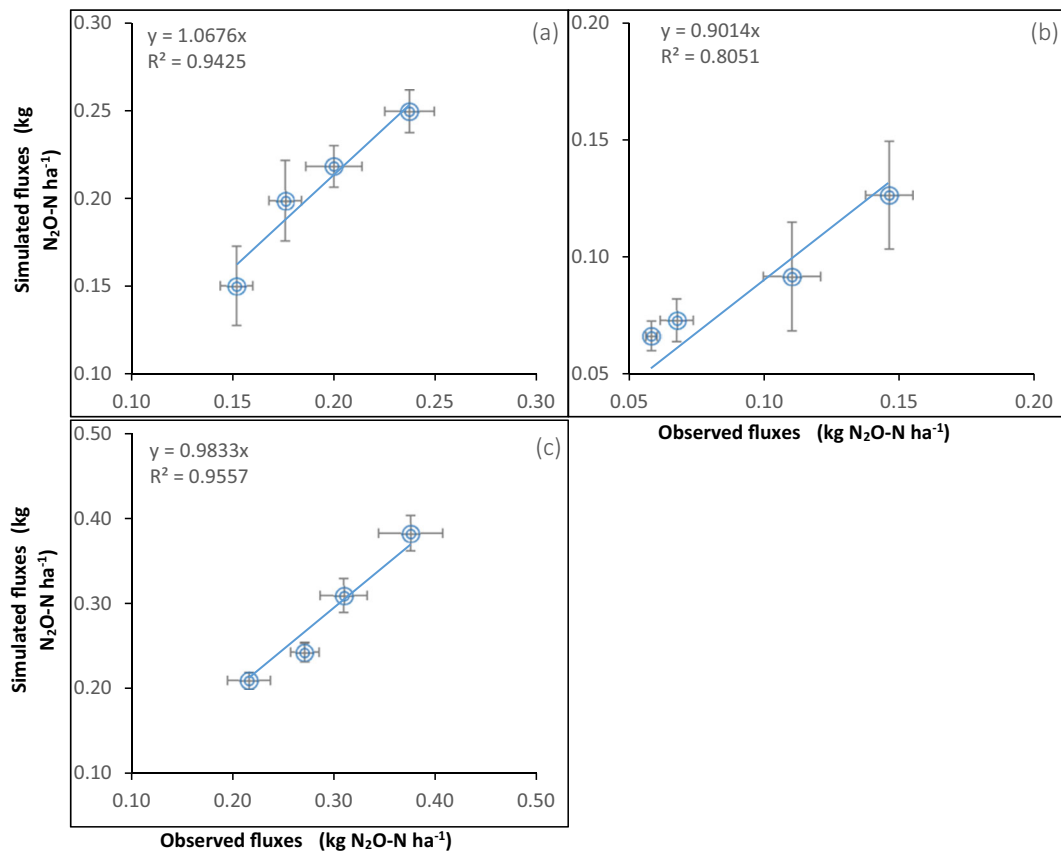 0.30
y = 1.0676x
R² = 0.9425
(a)
0.25
0.20
0.15
0.10
0.10 0.15 0.20 0.25 0.30
Simulated fluxes (kg
N₂O-N ha⁻¹)
0.20
y = 0.9014x
R² = 0.8051
(b)
0.15
0.10
0.05
0.05 0.10 0.15 0.20
Observed fluxes (kg N₂O-N ha⁻¹)
0.50
y = 0.9833x
R² = 0.9557
(c)
0.40
0.30
0.20
0.10
0.10 0.20 0.30 0.40 0.50
Simulated fluxes (kg
N₂O-N ha⁻¹)
Observed fluxes (kg N₂O-N ha⁻¹)